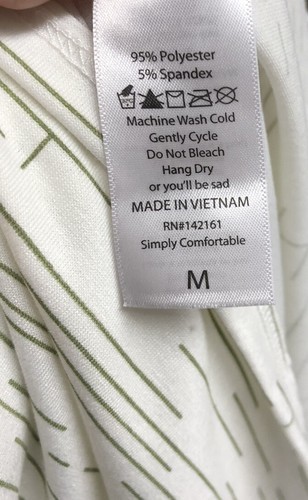 95% Polyester
5% Spandex
Machine Wash Cold
Gently Cycle
Do Not Bleach
Hang Dry
or you'll be sad
MADE IN VIETNAM
RN#142161
Simply Comfortable
M